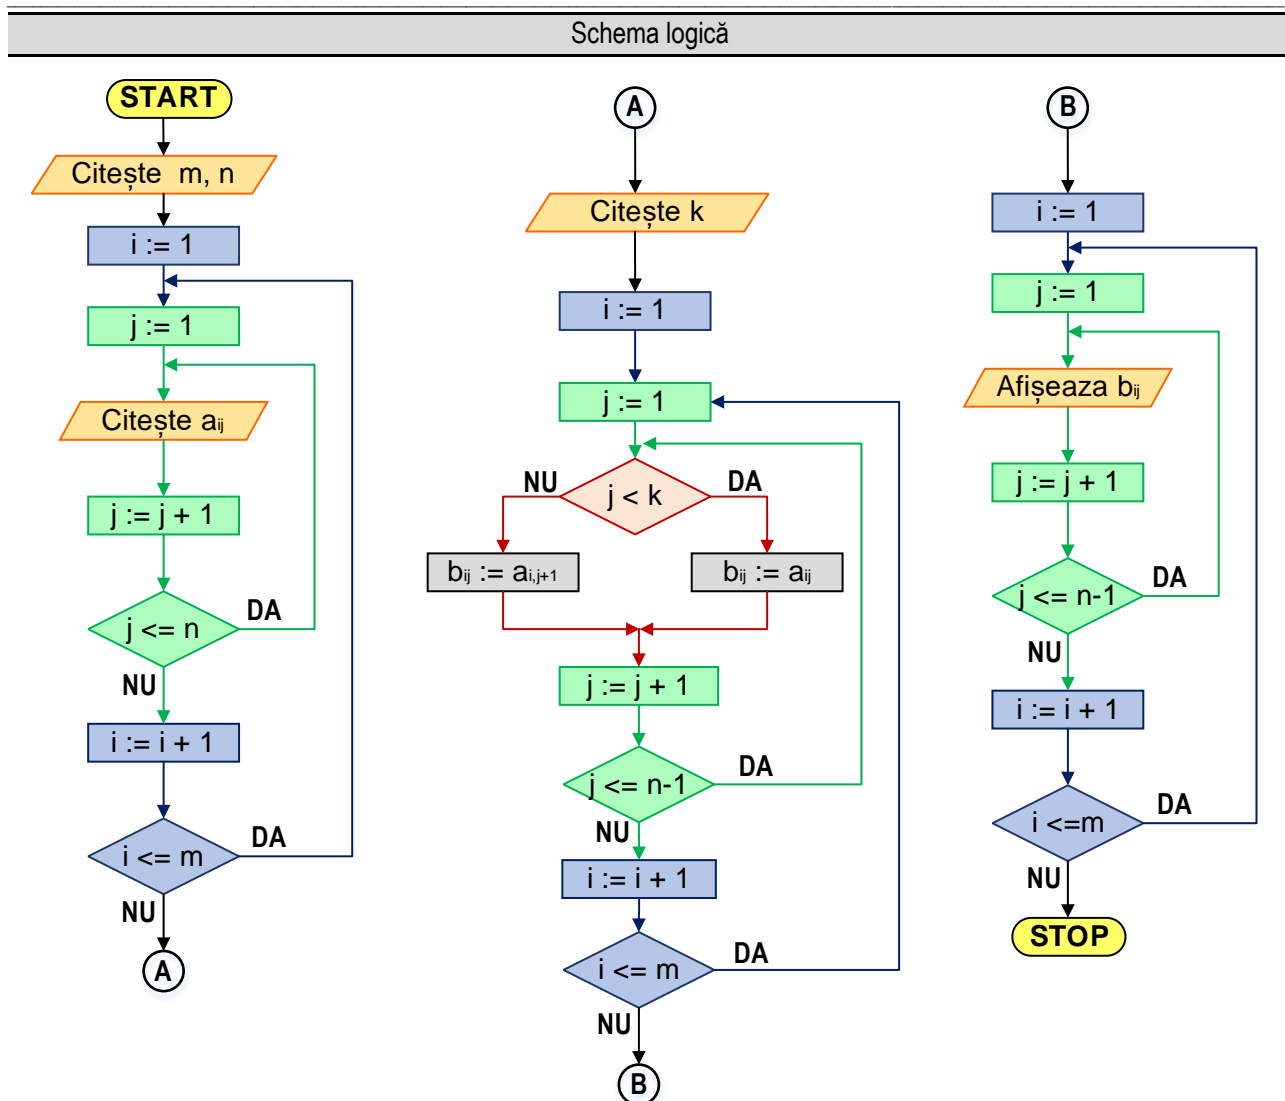 Schema logică
START
Citește m, n
i := 1
j := 1
Citește aij
j := j + 1
j <= n
DA
NU
i := i + 1
i <= m
DA
NU
A
A
Citește k
i := 1
j := 1
j < k
NU
DA
bij := ai,j+1
bij := aij
j := j + 1
j <= n-1
DA
NU
i := i + 1
i <= m
DA
NU
B
B
i := 1
j := 1
Afișeaza bij
j := j + 1
j <= n-1
DA
NU
i := i + 1
i <=m
DA
NU
STOP